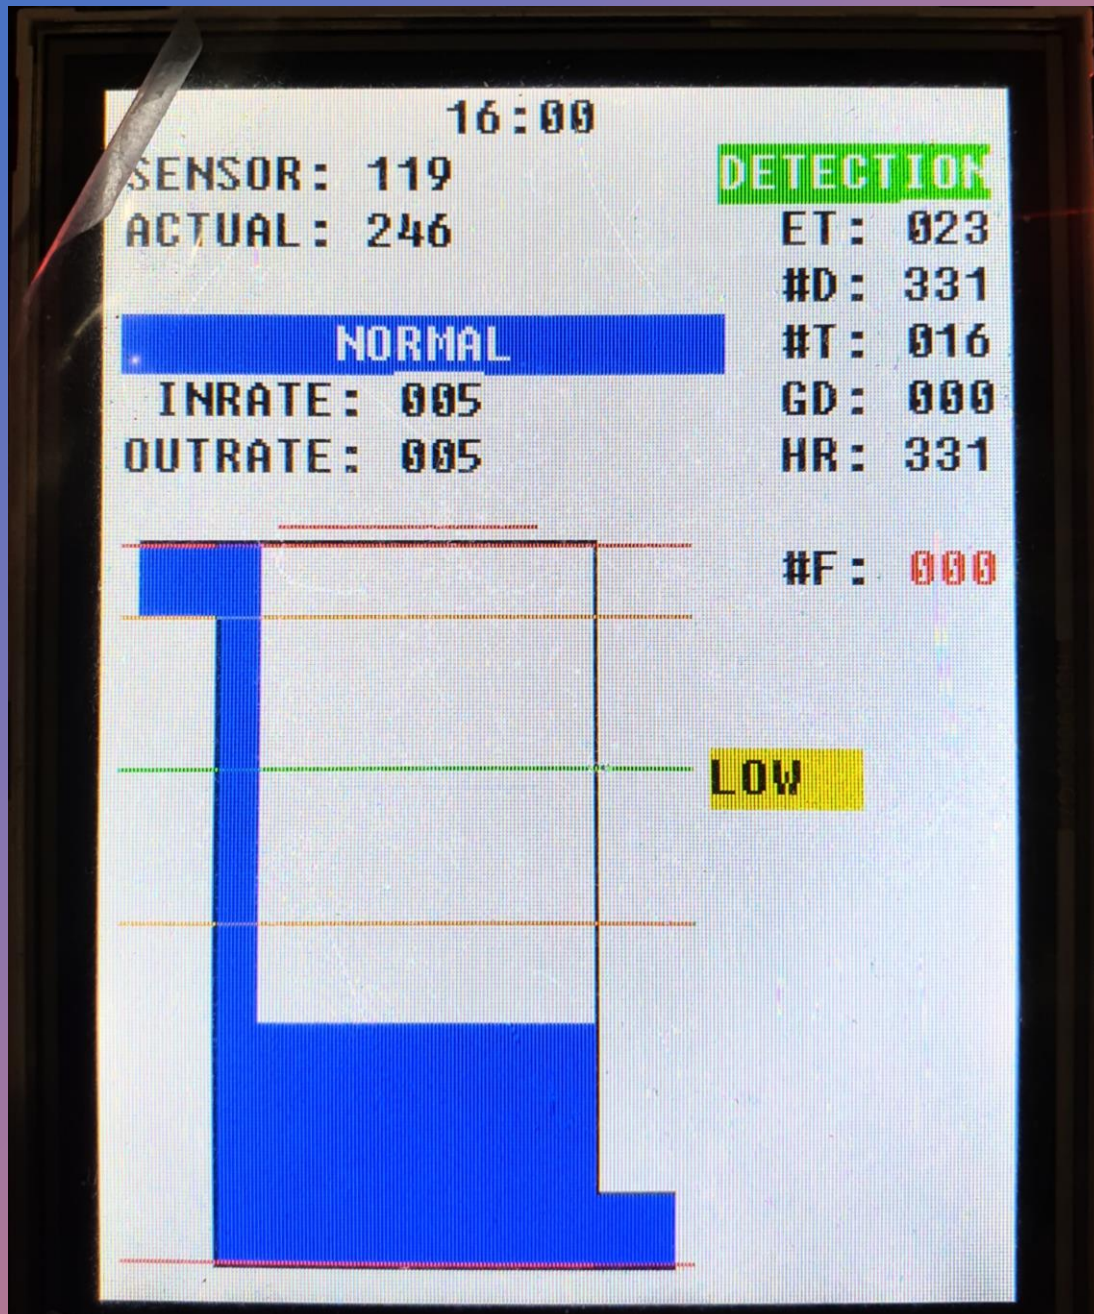 16:00
SENSOR: 119
DETECTION
ACTUAL: 246
ET: 023
#D: 331
NORMAL
#T: 016
INRATE: 005
GD: 000
OUTRATE: 005
HR: 331
#F: 000
LOW